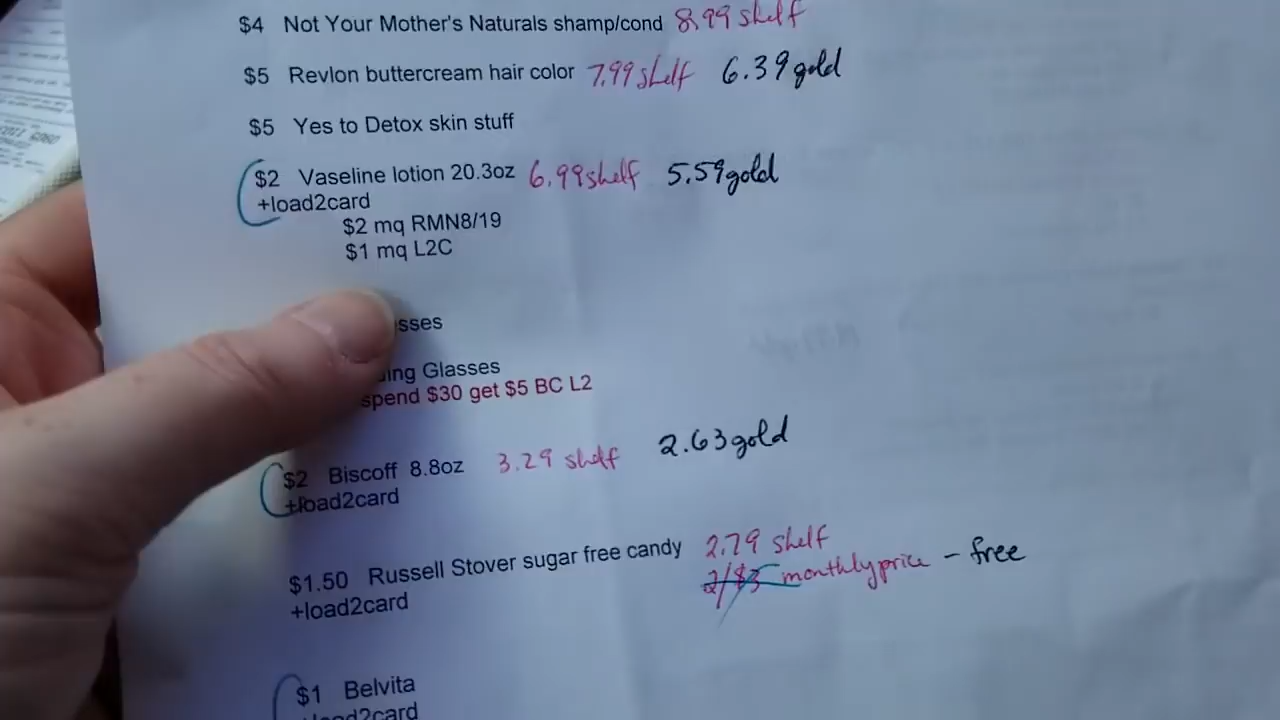 $4 Not Your Mother's Naturals shamp/cond 8.99 shelf
$5 Revlon buttercream hair color 7.99 shelf 6.39 gold
$5 Yes to Detox skin stuff
$2 Vaseline lotion 20.3oz 6.99 shelf 5.59 gold
+load2card
$2 mq RMN8/19
$1 mq L2C
sses
ing Glasses
spend $30 get $5 BC L2
$2 Biscoff 8.8oz 3.29 shelf 2.63 gold
+load2card
$1.50 Russell Stover sugar free candy 2.79 shelf
+load2card 2/$3 monthly price - free
$1 Belvita
+load2card